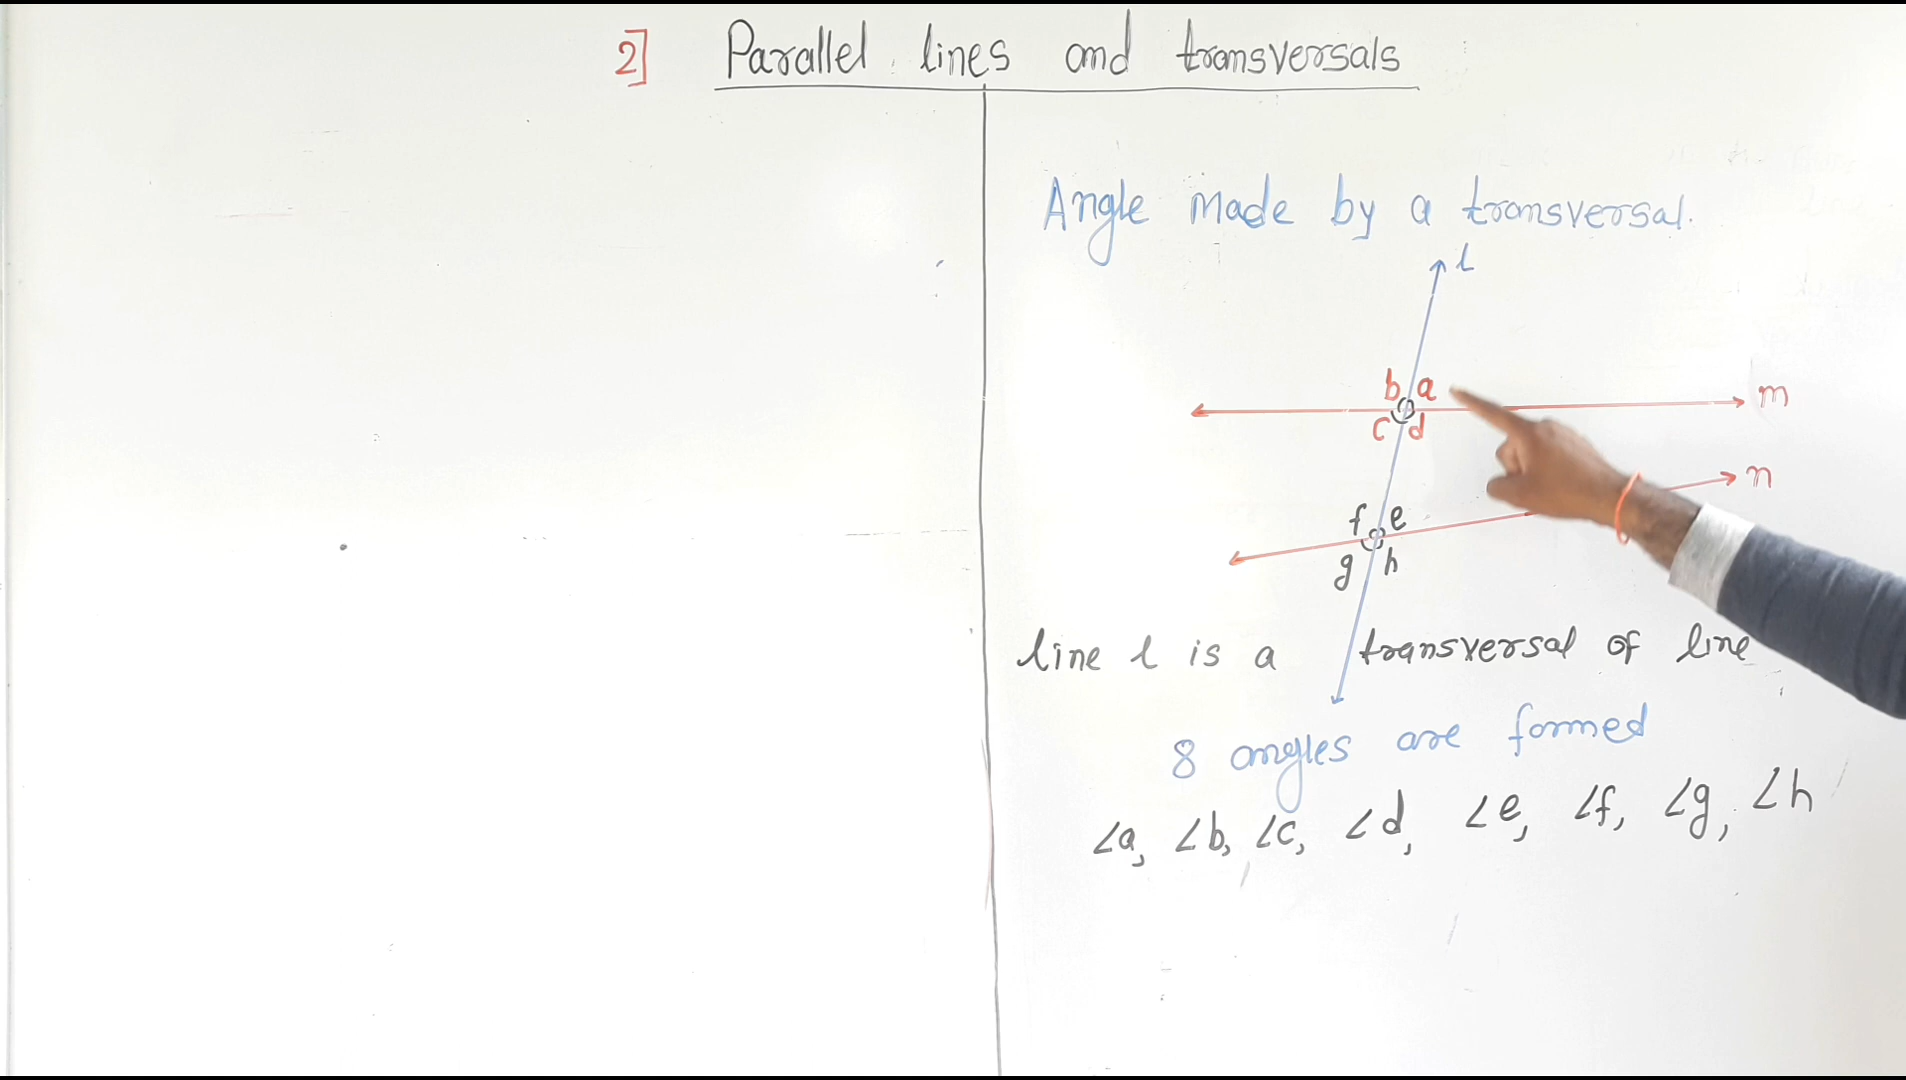 2] Parallel lines and transversals
Angle made by a transversal.
l
b a
m
c d
n
f e
g h
line l is a transversal of line
8 angles are formed
∠a, ∠b, ∠c, ∠d, ∠e, ∠f, ∠g, ∠h